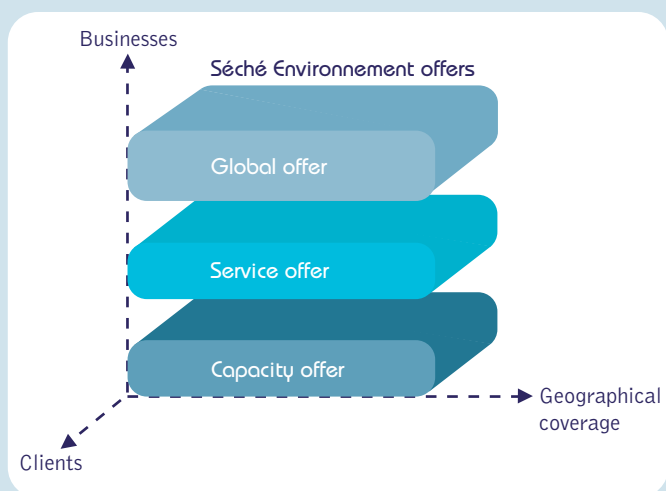 Businesses
Séché Environnement offers
Global offer
Service offer
Capacity offer
Geographical
coverage
Clients